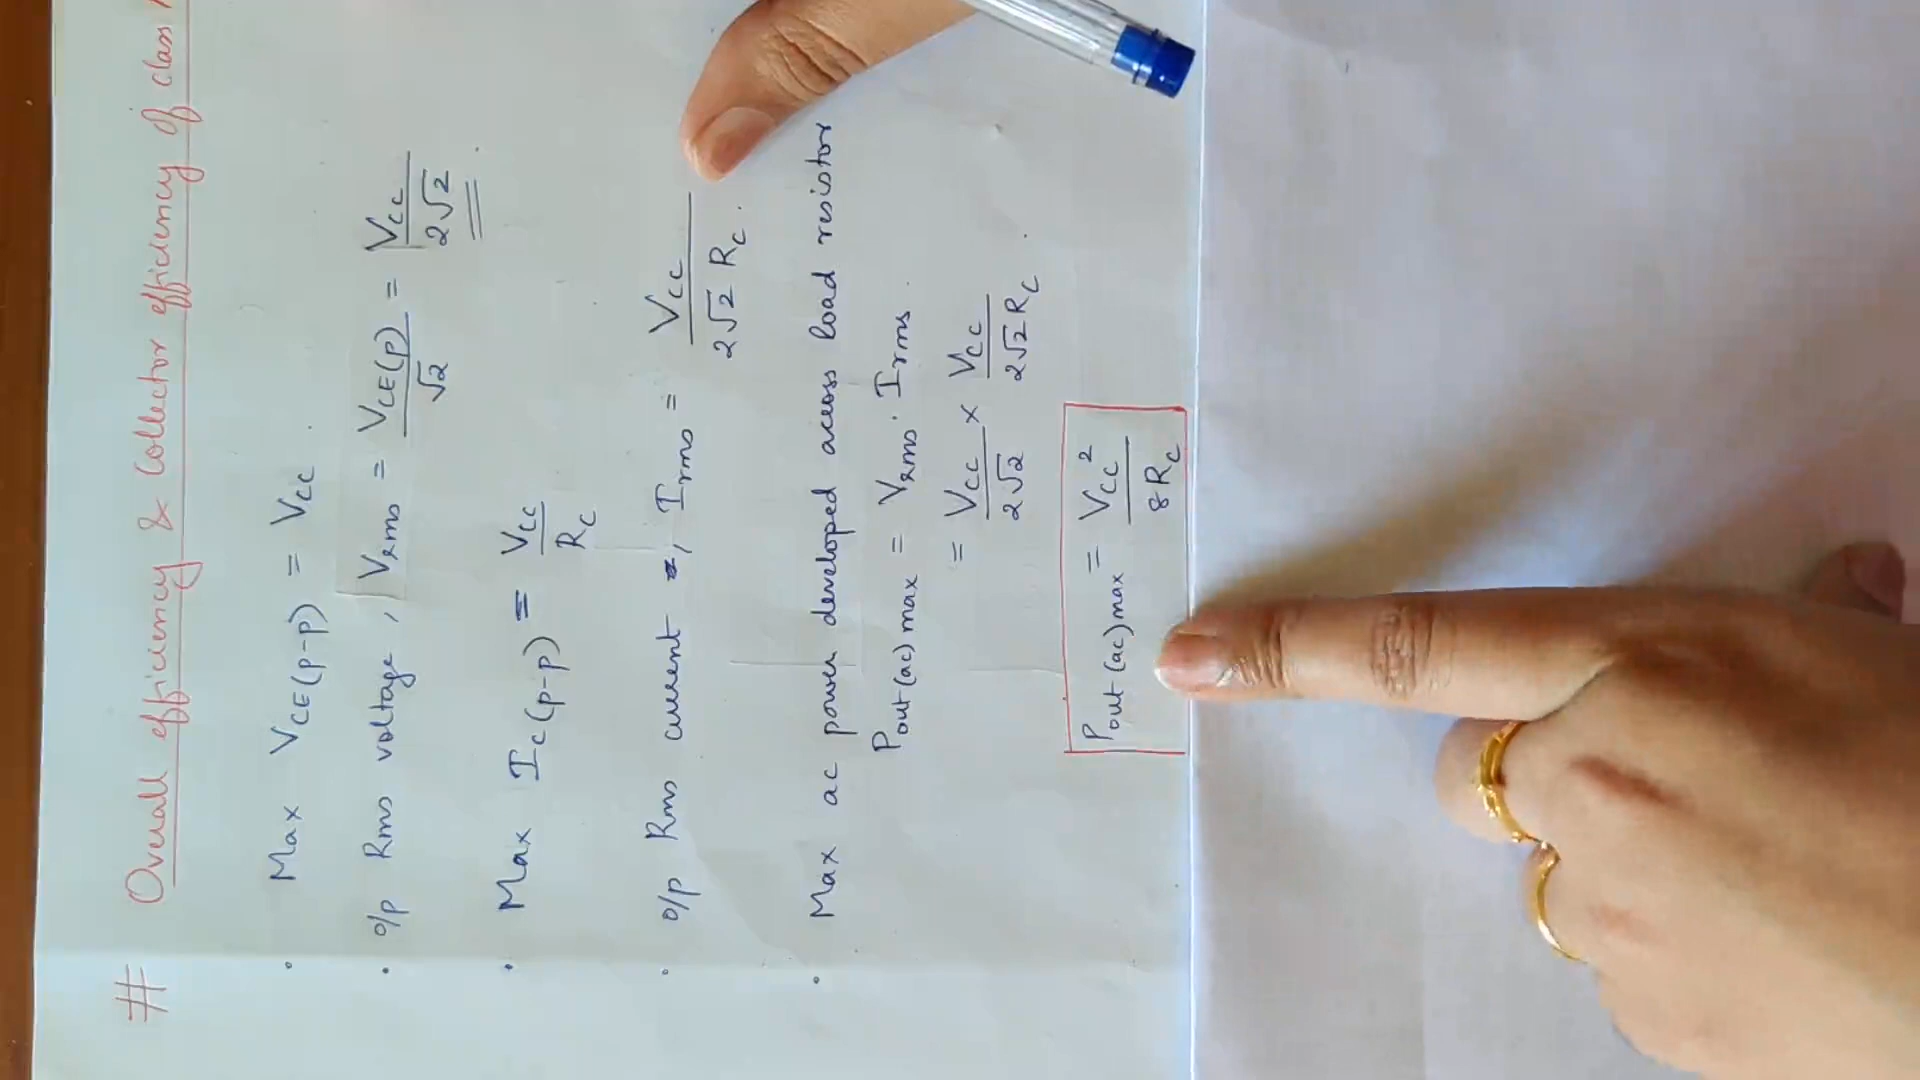 # Overall efficiency & Collector efficiency of class
· Max VCE(p-p) = VCC .
· o/p Rms voltage , Vrms = VCE(p)/√2 = VCC/2√2 .
· Max IC(p-p) = VCC/RC
· o/p Rms current , Irms = VCC/2√2 RC .
· Max ac power developed across load resistor
Pout(ac)max = Vrms · Irms .
= VCC/2√2 × VCC/2√2RC .
Pout(ac)max = VCC²/8RC